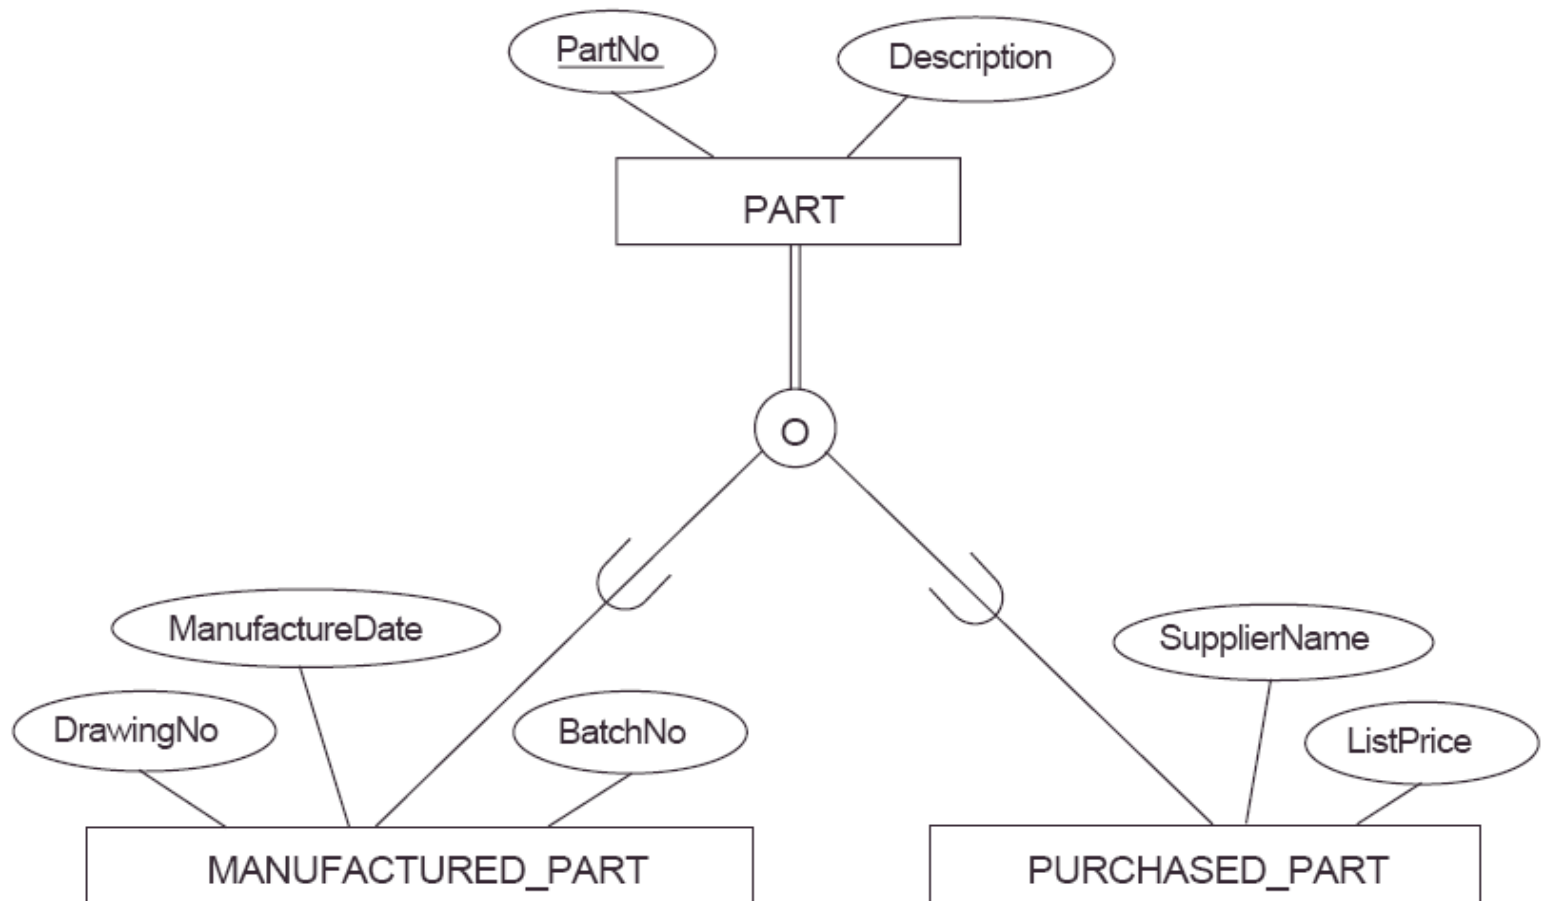 PartNo
Description
PART
O
ManufactureDate
SupplierName
DrawingNo
BatchNo
ListPrice
MANUFACTURED_PART
PURCHASED_PART